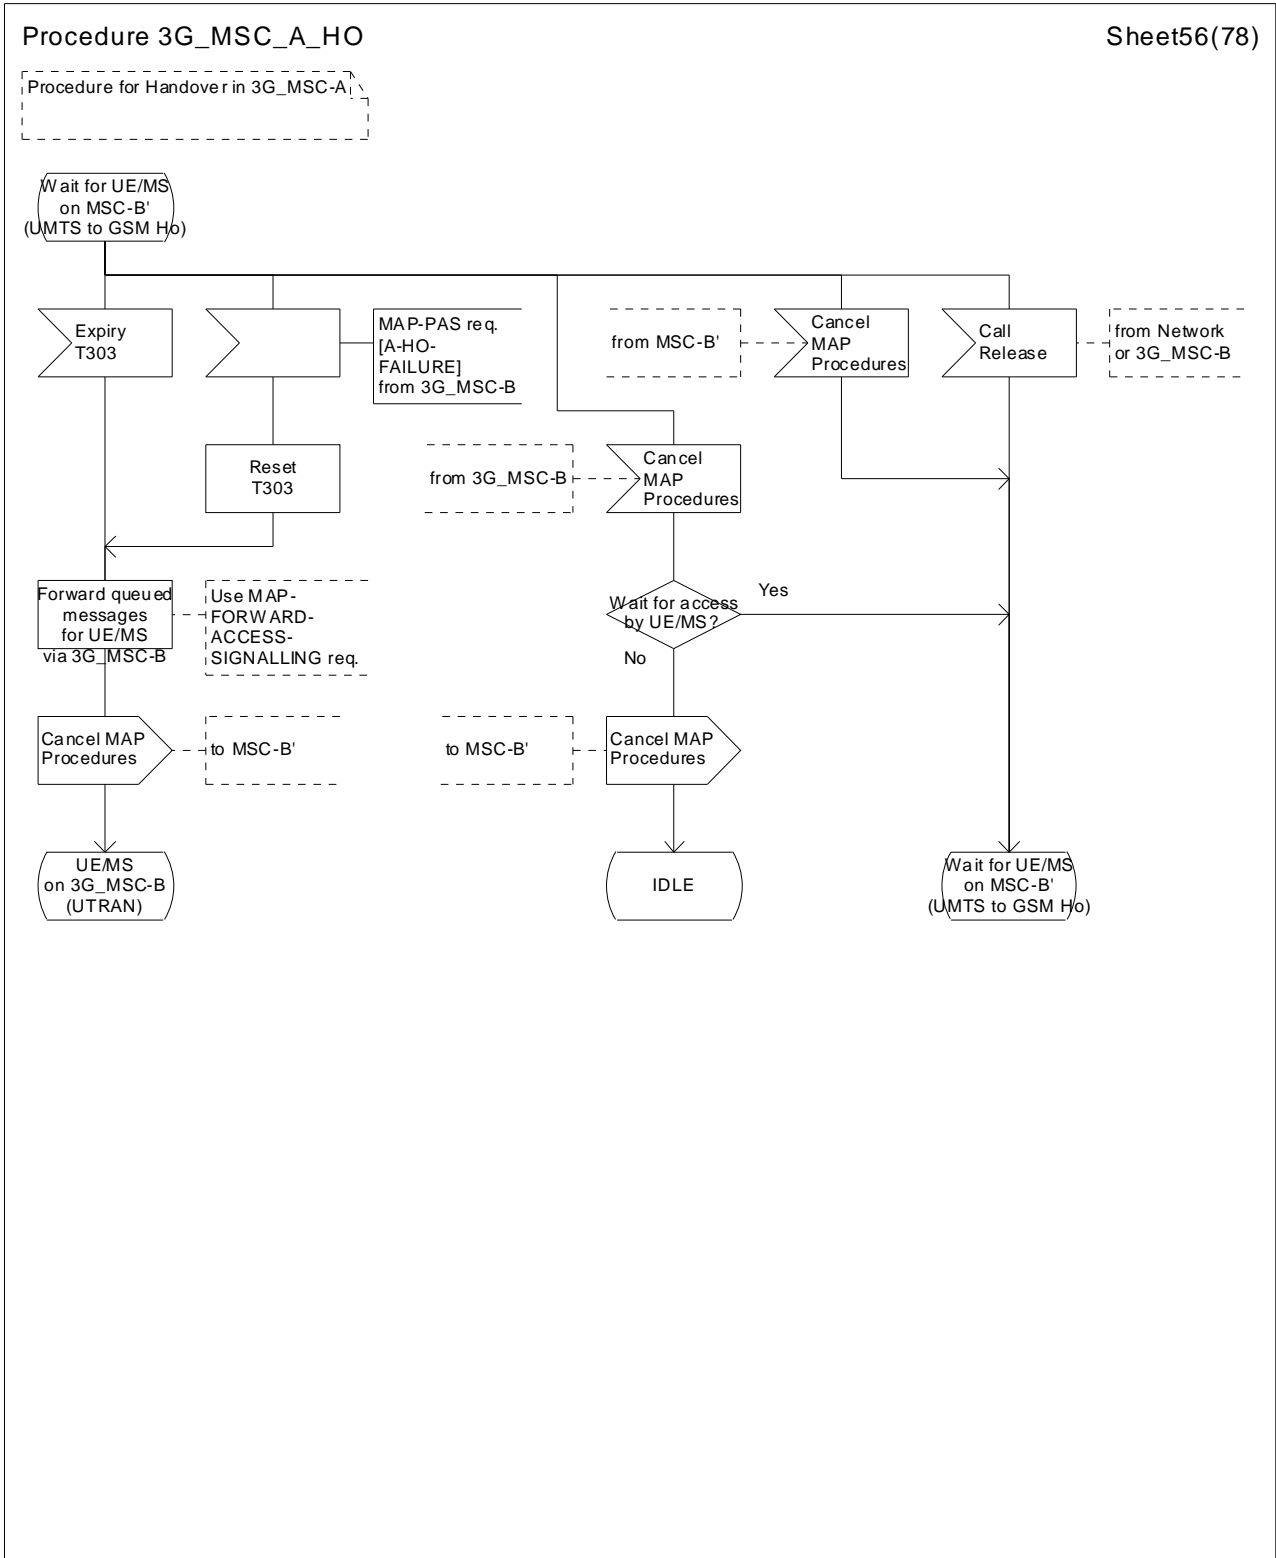 Procedure 3G_MSC_A_HO
Sheet56(78)
Procedure for Handover in 3G_MSC-A
Wait for UE/MS
on MSC-B'
(UMTS to GSM Ho)
Expiry
T303
MAP-PAS req.
[A-HO-
FAILURE]
from 3G_MSC-B
from MSC-B'
Cancel
MAP
Procedures
Call
Release
from Network
or 3G_MSC-B
Reset
T303
from 3G_MSC-B
Cancel
MAP
Procedures
Forward queued
messages
for UE/MS
via 3G_MSC-B
Use MAP-
FORWARD-
ACCESS-
SIGNALLING req.
Wait for access
by UE/MS?
Yes
No
Cancel MAP
Procedures
to MSC-B'
to MSC-B'
Cancel MAP
Procedures
UE/MS
on 3G_MSC-B
(UTRAN)
IDLE
Wait for UE/MS
on MSC-B'
(UMTS to GSM Ho)